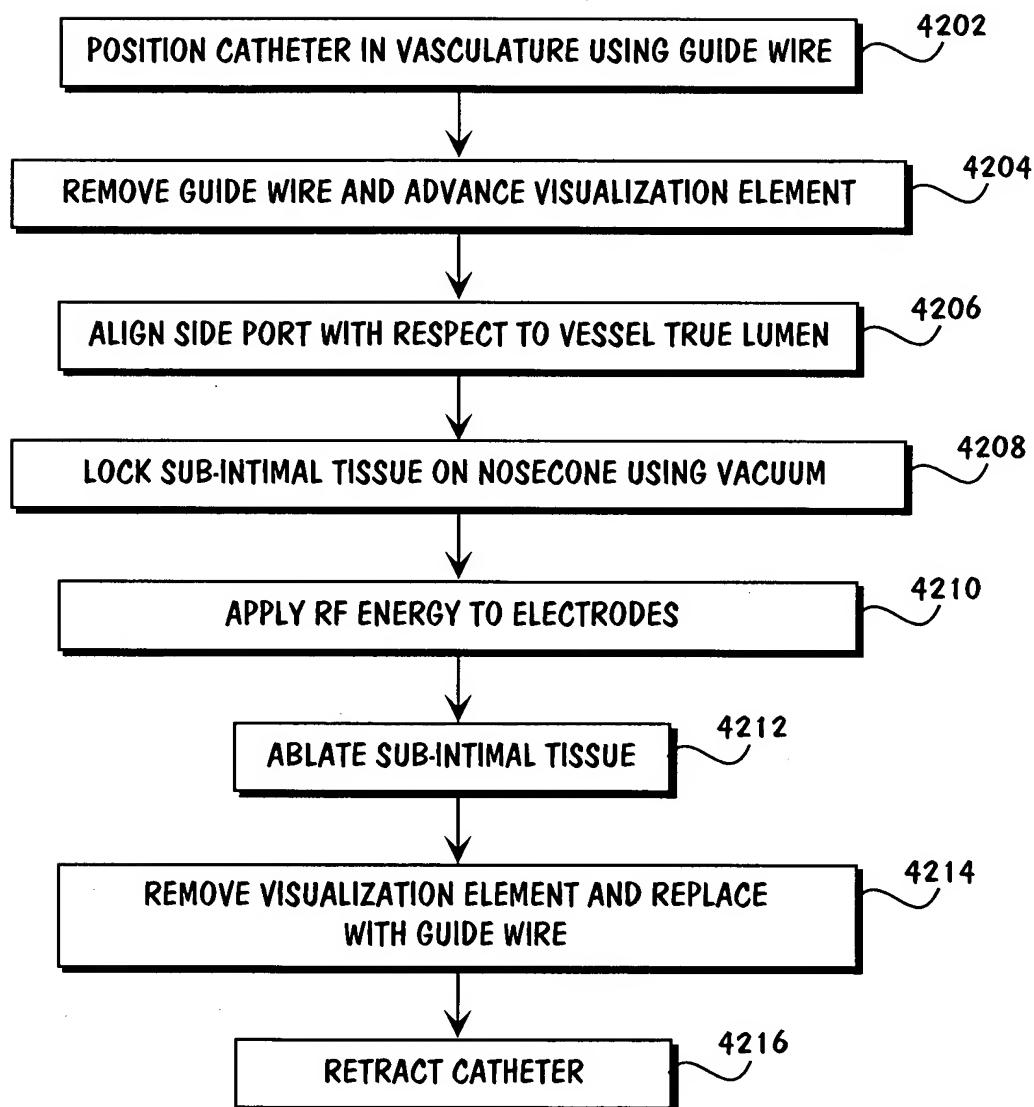 POSITION CATHETER IN VASCULATURE USING GUIDE WIRE
4202
REMOVE GUIDE WIRE AND ADVANCE VISUALIZATION ELEMENT
4204
ALIGN SIDE PORT WITH RESPECT TO VESSEL TRUE LUMEN
4206
LOCK SUB-INTIMAL TISSUE ON NOSECONE USING VACUUM
4208
APPLY RF ENERGY TO ELECTRODES
4210
ABLATE SUB-INTIMAL TISSUE
4212
REMOVE VISUALIZATION ELEMENT AND REPLACE
WITH GUIDE WIRE
4214
RETRACT CATHETER
4216